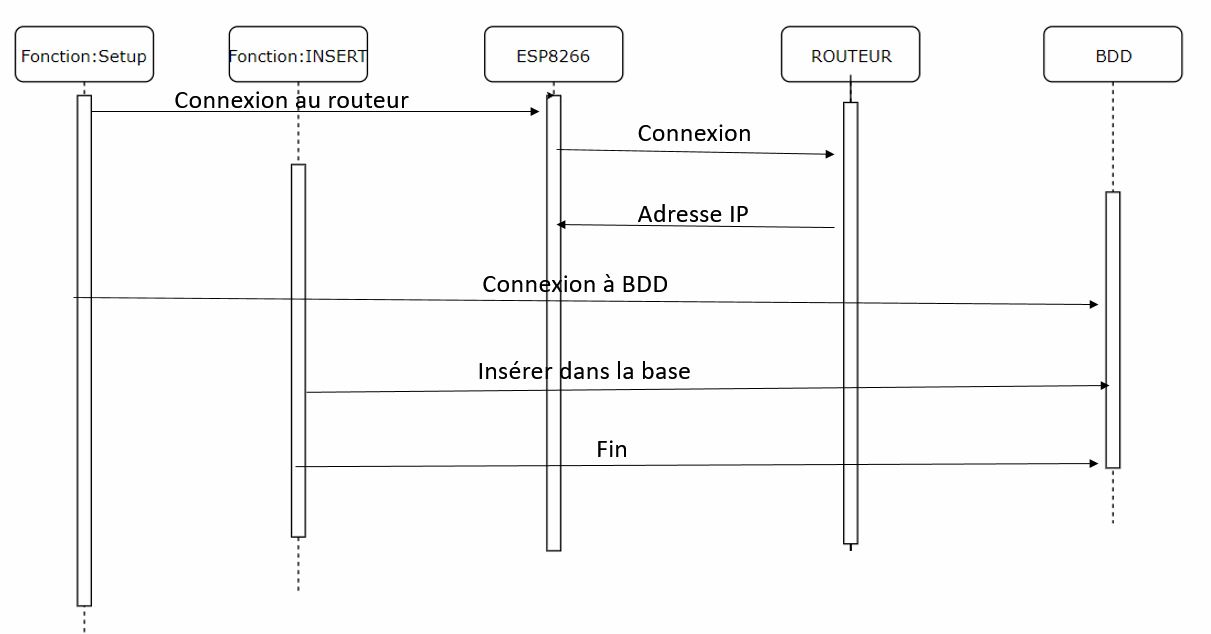 Fonction:Setup
Fonction:INSERT
ESP8266
ROUTEUR
BDD
Connexion au routeur
Connexion
Adresse IP
Connexion à BDD
Insérer dans la base
Fin